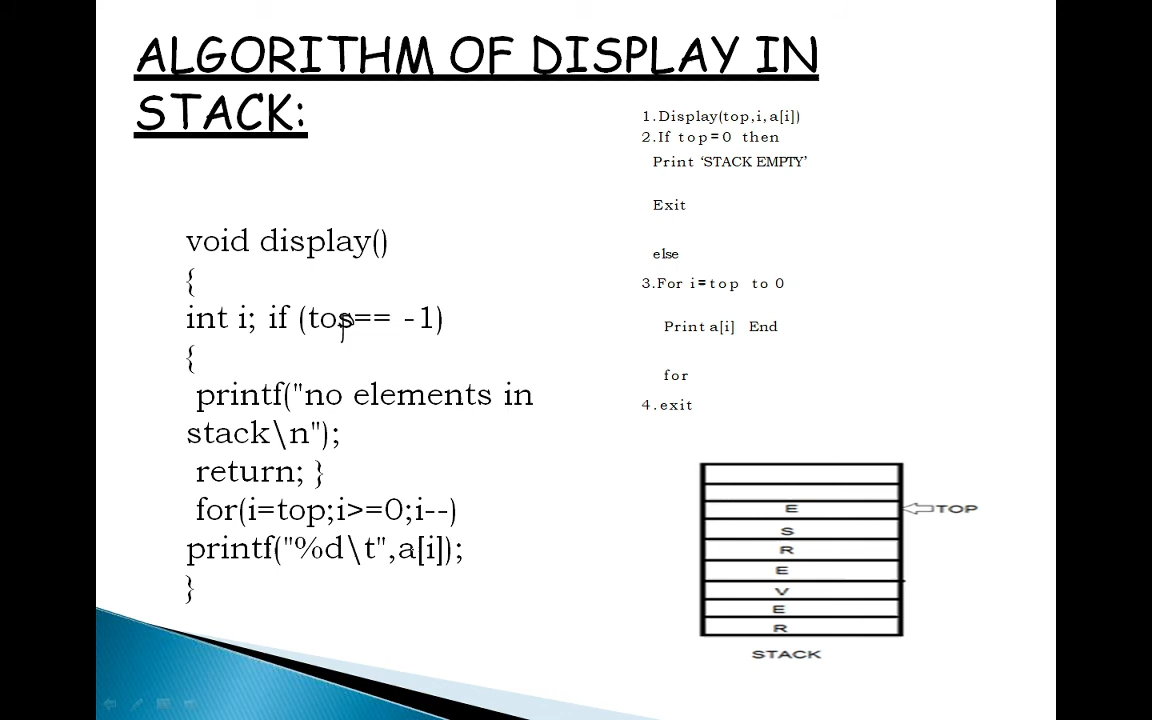 ALGORITHM OF DISPLAY IN
STACK:
void display()
{
int i; if (tos== -1)
{
printf("no elements in
stack\n");
return; }
for(i=top;i>=0;i--)
printf("%d\t",a[i]);
}
1.Display(top,i,a[i])
2.If top=0 then
Print ‘STACK EMPTY’
Exit
else
3.For i=top to 0
Print a[i] End
for
4.exit
E
TOP
S
R
E
V
E
R
STACK